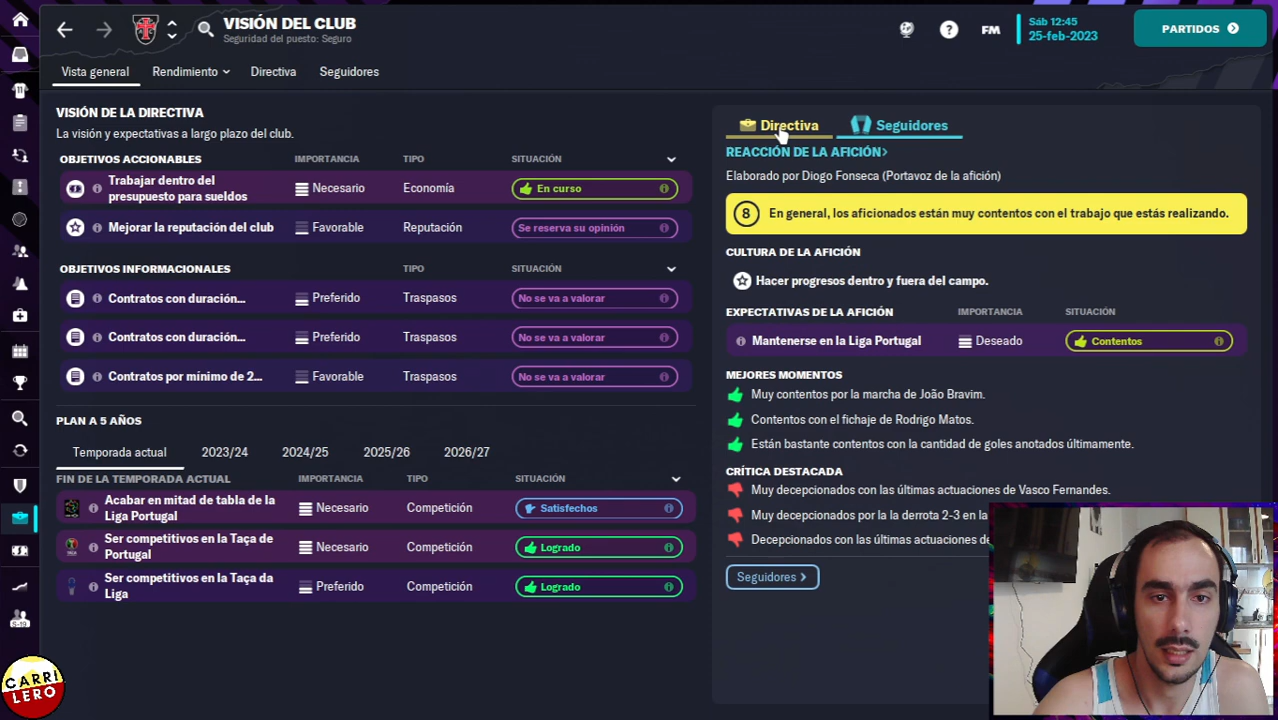 VISIÓN DEL CLUB
Seguridad del puesto: Seguro
FM
Sáb 12:45
25-feb-2023
PARTIDOS
Vista general
Rendimiento
Directiva
Seguidores
VISIÓN DE LA DIRECTIVA
La visión y expectativas a largo plazo del club.
OBJETIVOS ACCIONABLES IMPORTANCIA TIPO SITUACIÓN
Trabajar dentro del
presupuesto para sueldos
Necesario Economía En curso
Mejorar la reputación del club Favorable Reputación Se reserva su opinión
OBJETIVOS INFORMACIONALES TIPO SITUACIÓN
Contratos con duración... Preferido Traspasos No se va a valorar
Contratos con duración... Preferido Traspasos No se va a valorar
Contratos por mínimo de 2... Favorable Traspasos No se va a valorar
PLAN A 5 AÑOS
Temporada actual 2023/24 2024/25 2025/26 2026/27
FIN DE LA TEMPORADA ACTUAL IMPORTANCIA TIPO SITUACIÓN
Acabar en mitad de tabla de la
Liga Portugal
Necesario Competición Satisfechos
Ser competitivos en la Taça de
Portugal
Necesario Competición Logrado
Ser competitivos en la Taça da
Liga
Preferido Competición Logrado
Directiva Seguidores
REACCIÓN DE LA AFICIÓN>
Elaborado por Diogo Fonseca (Portavoz de la afición)
8 En general, los aficionados están muy contentos con el trabajo que estás realizando.
CULTURA DE LA AFICIÓN
Hacer progresos dentro y fuera del campo.
EXPECTATIVAS DE LA AFICIÓN IMPORTANCIA SITUACIÓN
Mantenerse en la Liga Portugal Deseado Contentos
MEJORES MOMENTOS
Muy contentos por la marcha de João Bravim.
Contentos con el fichaje de Rodrigo Matos.
Están bastante contentos con la cantidad de goles anotados últimamente.
CRÍTICA DESTACADA
Muy decepcionados con las últimas actuaciones de Vasco Fernandes.
Muy decepcionados por la la derrota 2-3 en la
Decepcionados con las últimas actuaciones de
Seguidores >
S-19
CARRI
LERO